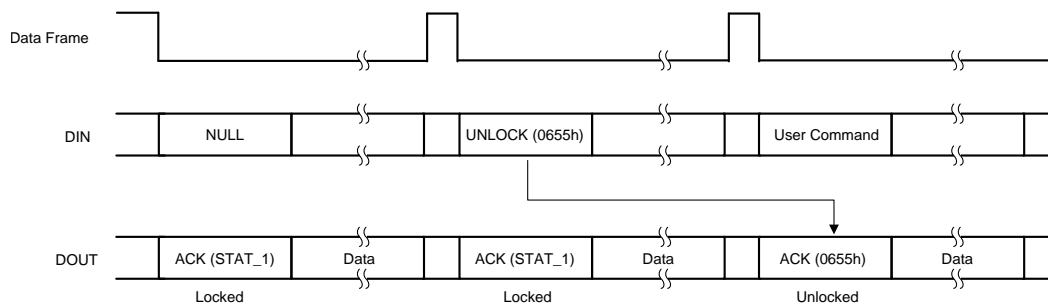 Data Frame
DIN
NULL
UNLOCK (0655h)
User Command
DOUT
ACK (STAT_1)
Data
ACK (STAT_1)
Data
ACK (0655h)
Data
Locked
Locked
Unlocked